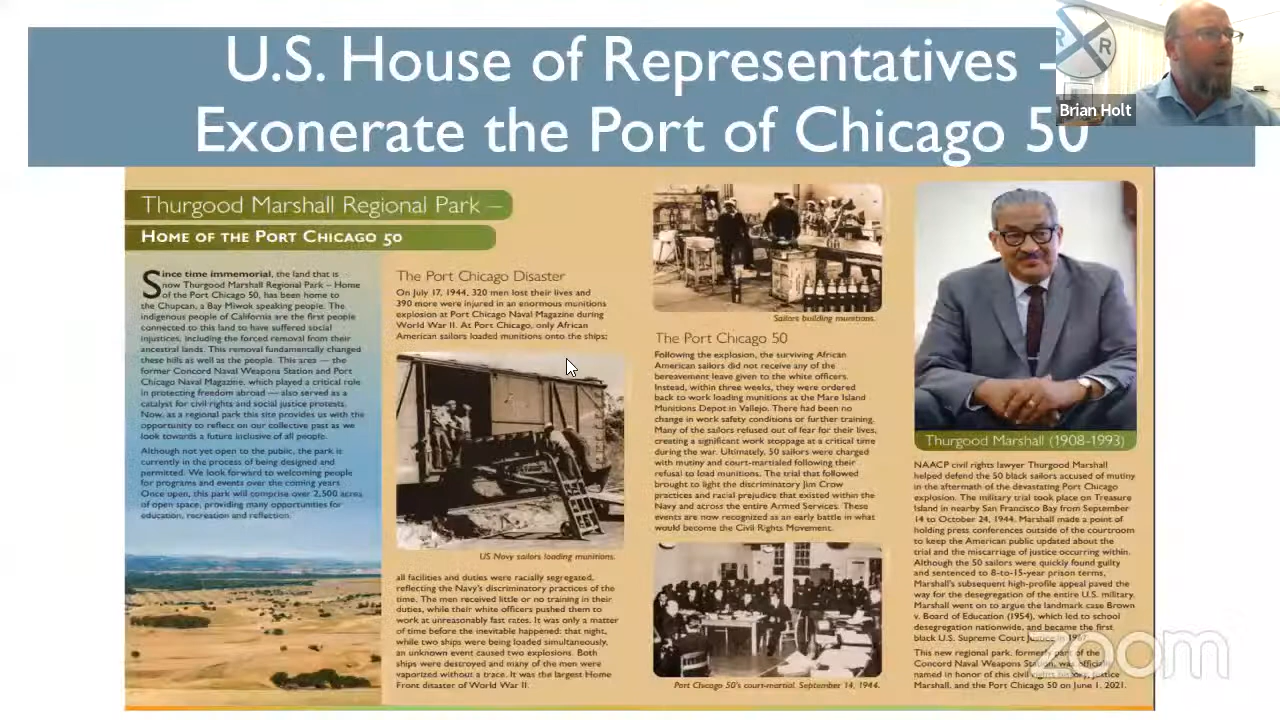 U.S. House of Representatives –
Exonerate the Port of Chicago 50
R R
Brian Holt
Thurgood Marshall Regional Park –
HOME OF THE PORT CHICAGO 50
Since time immemorial, the land that is
now Thurgood Marshall Regional Park – Home
of the Port Chicago 50, has been home to
the Chupcan, a Bay Miwok speaking people. The
indigenous people of California are the first people
connected to this land to have suffered social
injustices, including the forced removal from their
ancestral lands. This removal fundamentally changed
these hills as well as the people. This area — the
former Concord Naval Weapons Station and Port
Chicago Naval Magazine, which played a critical role
in protecting freedom abroad — also served as a
catalyst for civil rights and social justice protests.
Now, as a regional park this site provides us with the
opportunity to reflect on our collective past as we
look towards a future inclusive of all people.
Although not yet open to the public, the park is
currently in the process of being designed and
permitted. We look forward to welcoming people
for programs and events over the coming years
Once open, this park will comprise over 2,500 acres
of open space, providing many opportunities for
education, recreation and reflection.
The Port Chicago Disaster
On July 17, 1944, 320 men lost their lives and
390 more were injured in an enormous munitions
explosion at Port Chicago Naval Magazine during
World War II. At Port Chicago, only African
American sailors loaded munitions onto the ships;
US Navy sailors loading munitions.
all facilities and duties were racially segregated,
reflecting the Navy's discriminatory practices of the
time. The men received little or no training in their
duties, while their white officers pushed them to
work at unreasonably fast rates. It was only a matter
of time before the inevitable happened: that night,
while two ships were being loaded simultaneously,
an unknown event caused two explosions. Both
ships were destroyed and many of the men were
vaporized without a trace. It was the largest Home
Front disaster of World War II.
Sailors building munitions.
The Port Chicago 50
Following the explosion, the surviving African
American sailors did not receive any of the
bereavement leave given to the white officers.
Instead, within three weeks, they were ordered
back to work loading munitions at the Mare Island
Munitions Depot in Vallejo. There had been no
change in work safety conditions or further training.
Many of the sailors refused out of fear for their lives,
creating a significant work stoppage at a critical time
during the war. Ultimately, 50 sailors were charged
with mutiny and court-martialed following their
refusal to load munitions. The trial that followed
brought to light the discriminatory Jim Crow
practices and racial prejudice that existed within the
Navy and across the entire Armed Services. These
events are now recognized as an early battle in what
would become the Civil Rights Movement.
Port Chicago 50's court-martial. September 14, 1944.
Thurgood Marshall (1908-1993)
NAACP civil rights lawyer Thurgood Marshall
helped defend the 50 black sailors accused of mutiny
in the aftermath of the devastating Port Chicago
explosion. The military trial took place on Treasure
Island in nearby San Francisco Bay from September
14 to October 24, 1944. Marshall made a point of
holding press conferences outside of the courtroom
to keep the American public updated about the
trial and the miscarriage of justice occurring within.
Although the 50 sailors were quickly found guilty
and sentenced to 8-to-15-year prison terms,
Marshall's subsequent high-profile appeal paved the
way for the desegregation of the entire U.S. military.
Marshall went on to argue the landmark case Brown
v. Board of Education (1954), which led to school
desegregation nationwide, and became the first
black U.S. Supreme Court Justice in 1967.
This new regional park, formerly part of the
Concord Naval Weapons Station, was officially
named in honor of this civil rights history, Justice
Marshall, and the Port Chicago 50 on June 1, 2021.
zoom